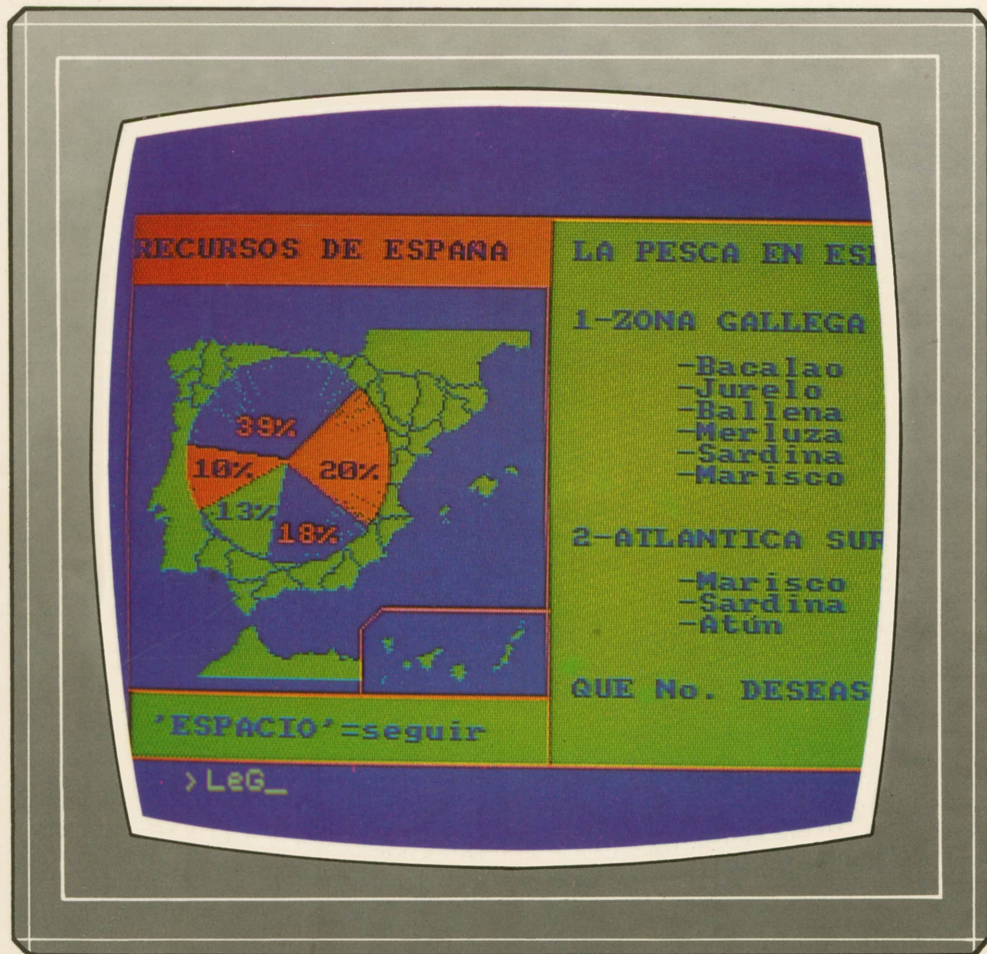 RECURSOS DE ESPAÑA
39%
10%
20%
13%
18%
'ESPACIO'=seguir
LA PESCA EN
1-ZONA GALLEGA
-Bacalao
-Jurelo
-Ballena
-Merluza
-Sardina
-Marisco
2-ATLANTICA SUR
-Marisco
-Sardina
-Atún
QUE No. DESEAS
>LeG_